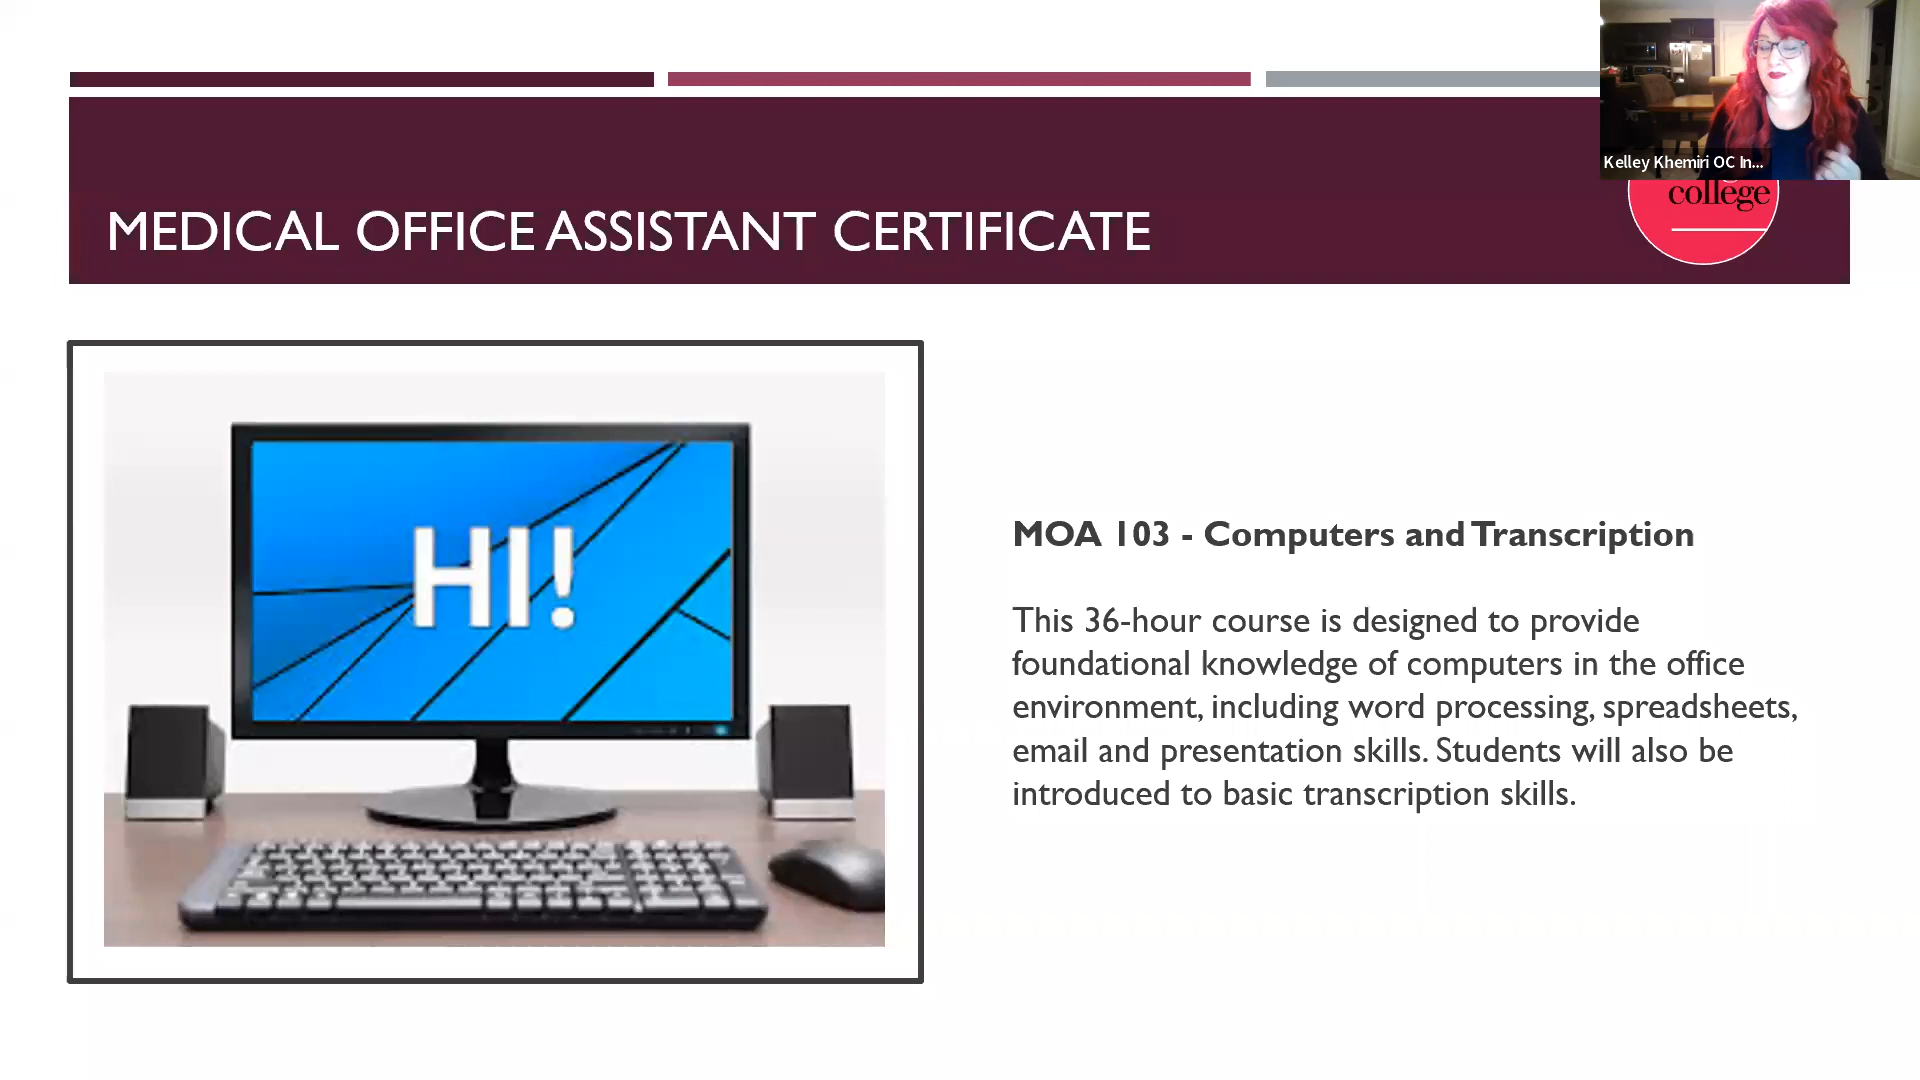 Kelley Khemiri OC In...
college
MEDICAL OFFICE ASSISTANT CERTIFICATE
HI!
MOA 103 - Computers and Transcription
This 36-hour course is designed to provide
foundational knowledge of computers in the office
environment, including word processing, spreadsheets,
email and presentation skills. Students will also be
introduced to basic transcription skills.